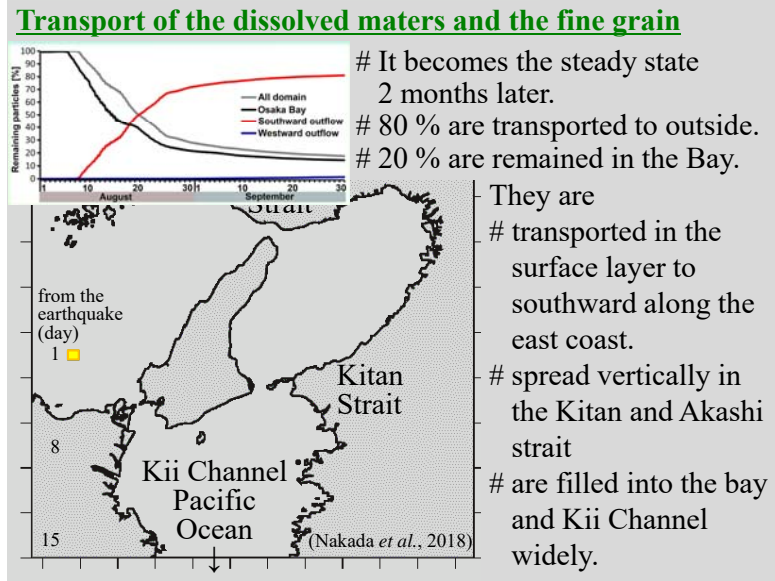 Transport of the dissolved maters and the fine grain
Remaining particles [%]
100
90
80
70
60
50
40
30
20
10
0
All domain
Osaka Bay
Southward outflow
Westward outflow
1 10 20 30 1 10 20 30
August September
# It becomes the steady state
2 months later.
# 80 % are transported to outside.
# 20 % are remained in the Bay.
They are
# transported in the
surface layer to
southward along the
east coast.
# spread vertically in
the Kitan and Akashi
strait
# are filled into the bay
and Kii Channel
widely.
Strait
from the
earthquake
(day)
1
8
15
Kitan
Strait
Kii Channel
Pacific
Ocean
(Nakada et al., 2018)